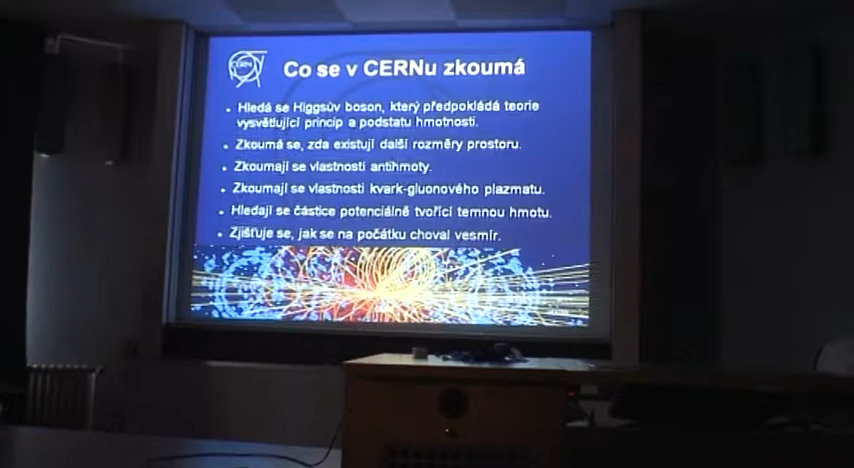 CERN
Co se v CERNu zkoumá
• Hledá se Higgsův boson, který předpokládá teorie
vysvětlující princip a podstatu hmotnosti.
• Zkoumá se, zda existují další rozměry prostoru.
• Zkoumají se vlastnosti antihmoty.
• Zkoumají se vlastnosti kvark-gluonového plazmatu.
• Hledají se částice potenciálně tvořící temnou hmotu.
• Zjišťuje se, jak se na počátku choval vesmír.